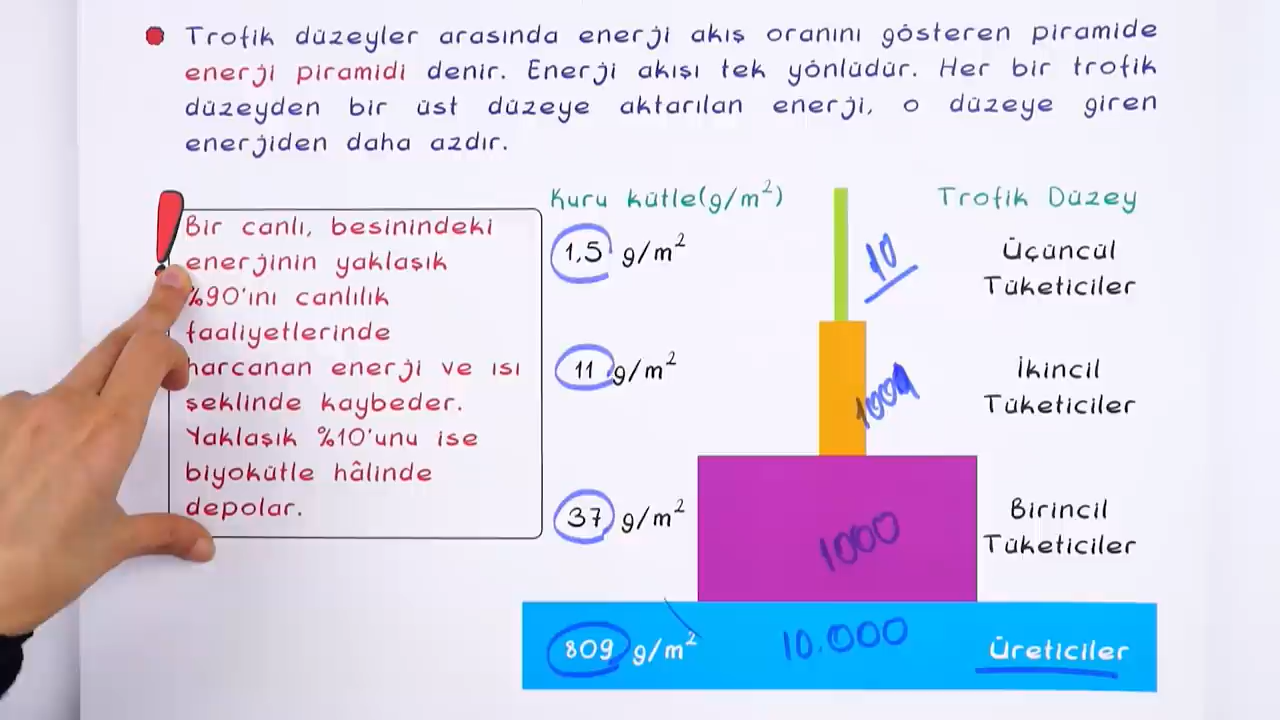 Trofik düzeyler arasında enerji akış oranını gösteren piramide
enerji piramidi denir. Enerji akışı tek yönlüdür. Her bir trofik
düzeyden bir üst düzeye aktarılan enerji, o düzeye giren
enerjiden daha azdır.
Bir canlı, besinindeki
enerjinin yaklaşık
%90'ını canlılık
faaliyetlerinde
harcanan enerji ve ısı
şeklinde kaybeder.
Yaklaşık %10'unu ise
biyokütle hâlinde
depolar.
Kuru kütle(g/m²)
Trofik Düzey
1,5 g/m²
10
Üçüncül
Tüketiciler
11 g/m²
İkincil
Tüketiciler
37 g/m²
1000
Birincil
Tüketiciler
809 g/m²
10.000
Üreticiler